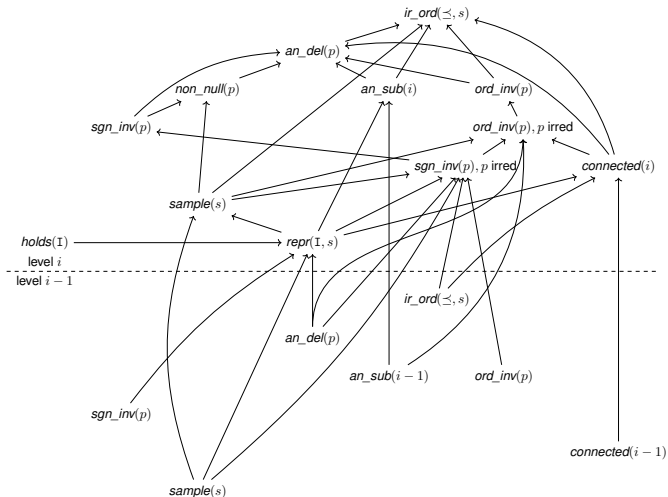 ir_ord(⪯, s)
an_del(p)
non_null(p)
an_sub(i)
ord_inv(p)
sgn_inv(p)
ord_inv(p), p irred
sgn_inv(p), p irred
connected(i)
sample(s)
holds(I)
repr(I, s)
level i
level i − 1
ir_ord(⪯, s)
an_del(p)
an_sub(i−1)
ord_inv(p)
sgn_inv(p)
connected(i−1)
sample(s)